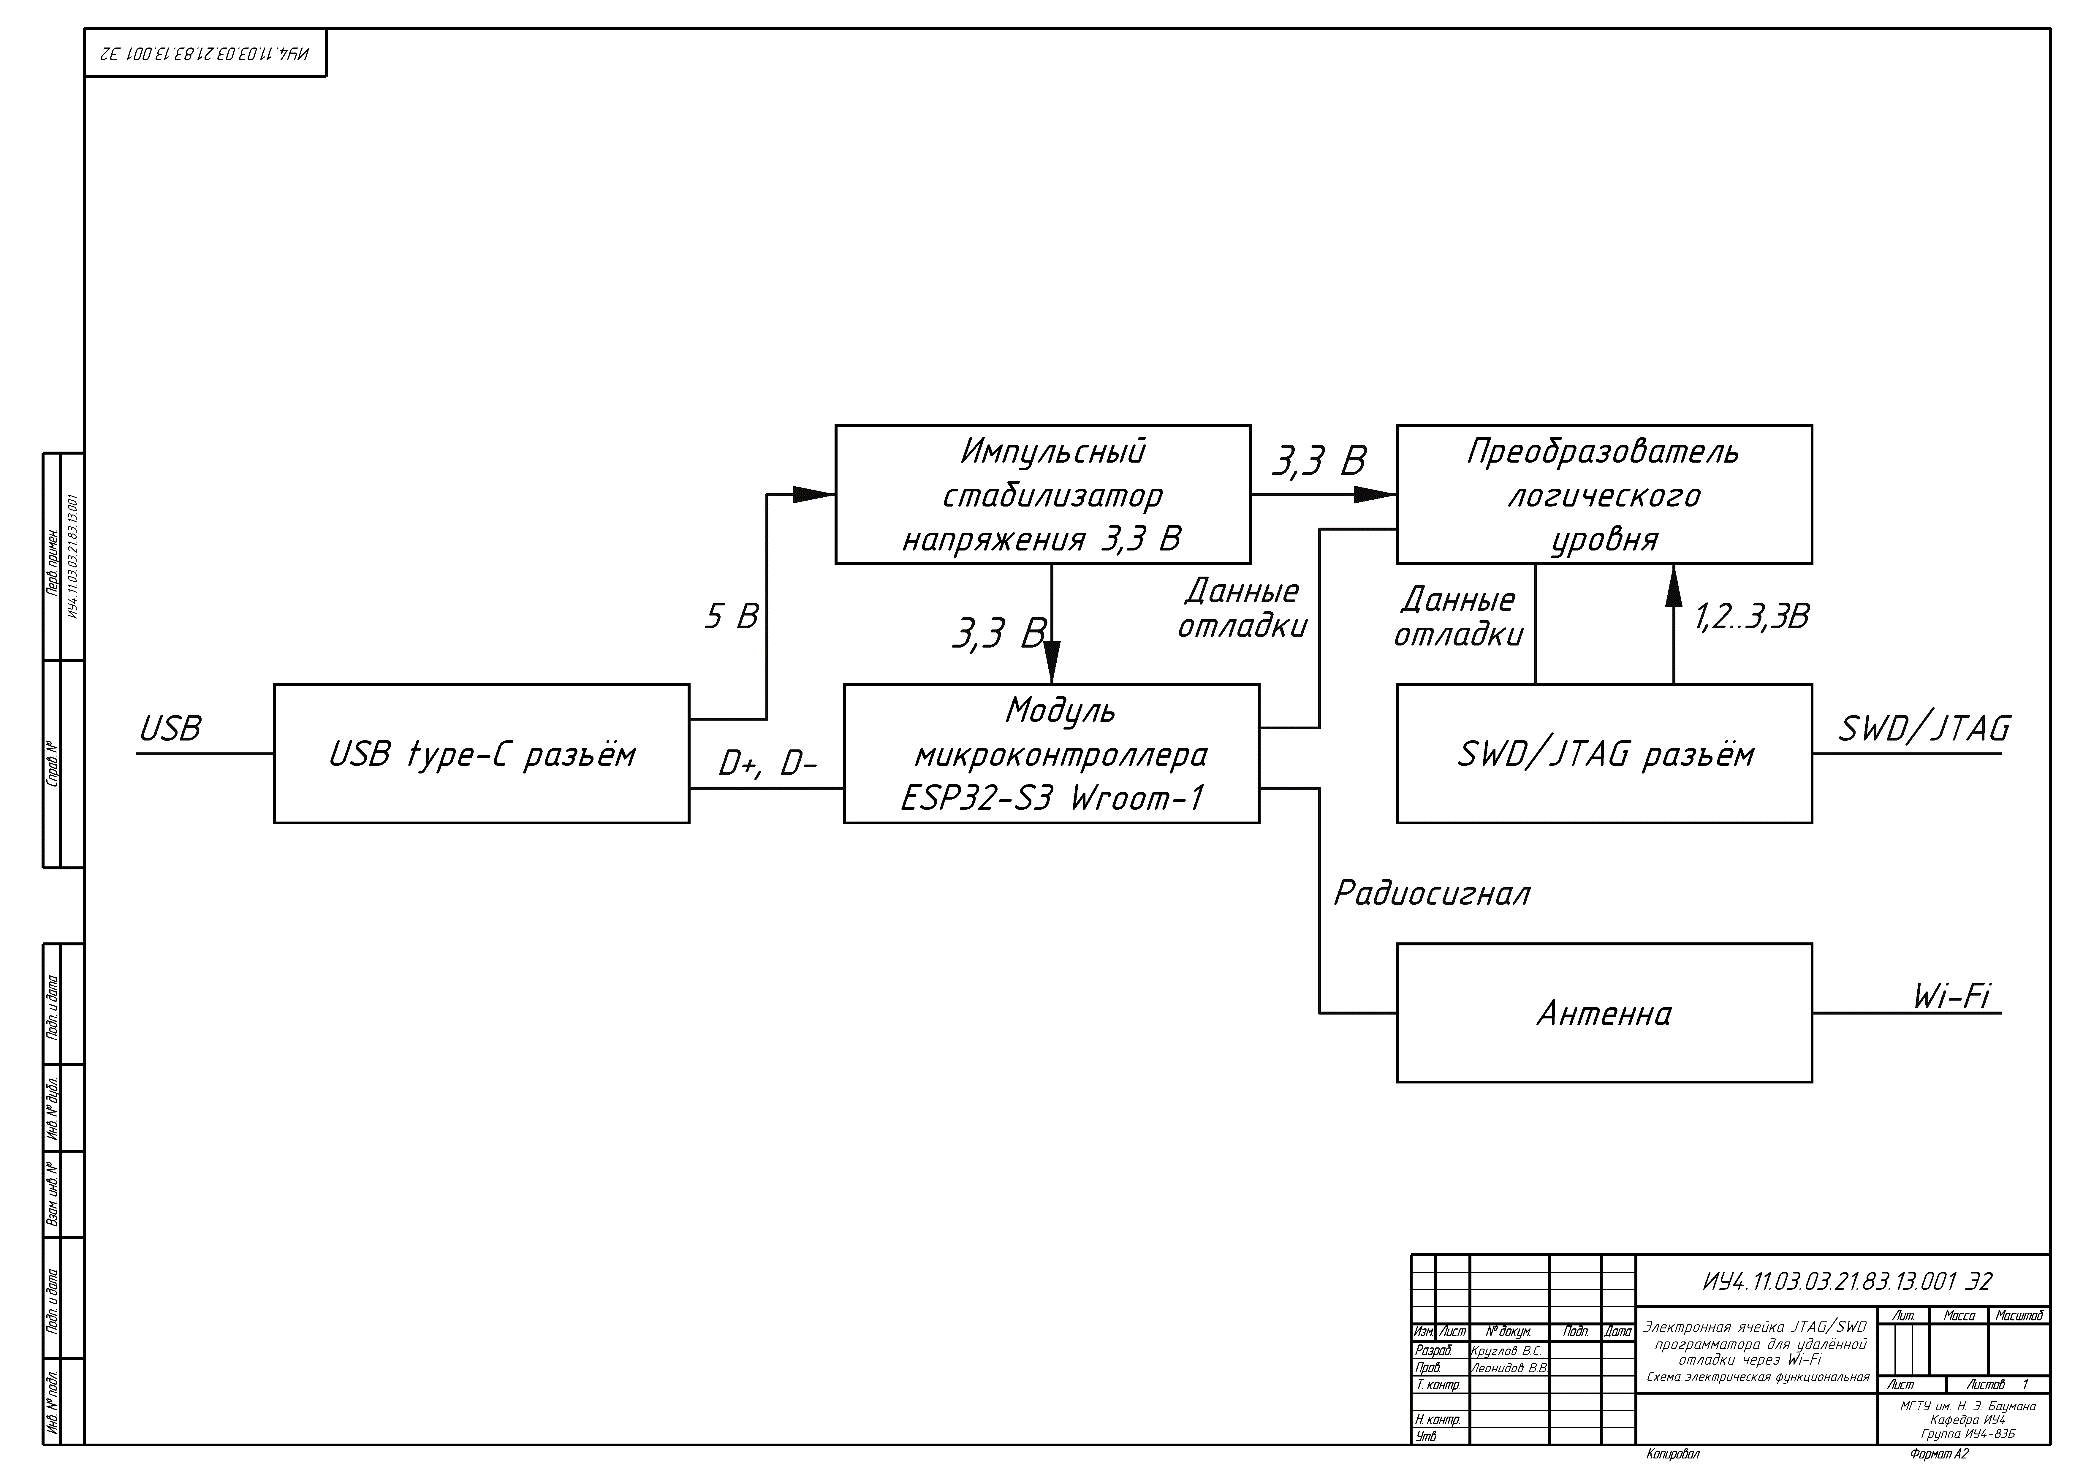 ИУ4.11.03.03.21.83.13.001 Э2
Перв. примен.
ИУ4.11.03.03.21.83.13.001
Справ №
Подп. и дата
Инв. № дубл.
Взам. инв. №
Подп. и дата
Инв. № подл.
Импульсный
стабилизатор
напряжения 3,3 В
3,3 В
Преобразователь
логического
уровня
5 В
3,3 В
Данные
отладки
Данные
отладки
1,2..3,3В
USB
USB type-C разъём
D+, D-
Модуль
микроконтроллера
ESP32-S3 Wroom-1
SWD/JTAG разъём
SWD/JTAG
Радиосигнал
Антенна
Wi-Fi
ИУ4.11.03.03.21.83.13.001 Э2
Изм. Лист № докум. Подп. Дата
Разраб. Круглов В.С.
Пров. Леонидов В.В.
Т. контр.
Н. контр.
Утв
Электронная ячейка JTAG/SWD
программатора для удалённой
отладки через Wi-Fi
Схема электрическая функциональная
Лит. Масса Масштаб
Лист Листов 1
МГТУ им. Н. Э. Баумана
Кафедра ИУ4
Группа ИУ4-83Б
Копировал Формат А2